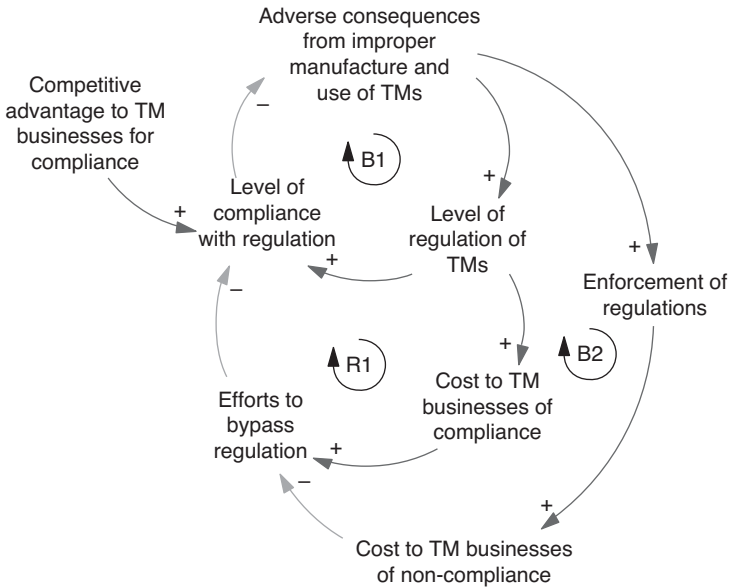 Adverse consequences
from improper
manufacture and
use of TMs
Competitive
advantage to TM
businesses for
compliance
−
B1
+
Level of
compliance
with regulation
+
Level of
regulation of
TMs
+
+
Enforcement of
regulations
−
R1
+
B2
Efforts to
bypass
regulation
Cost to TM
businesses of
compliance
+
−
+
Cost to TM businesses
of non-compliance